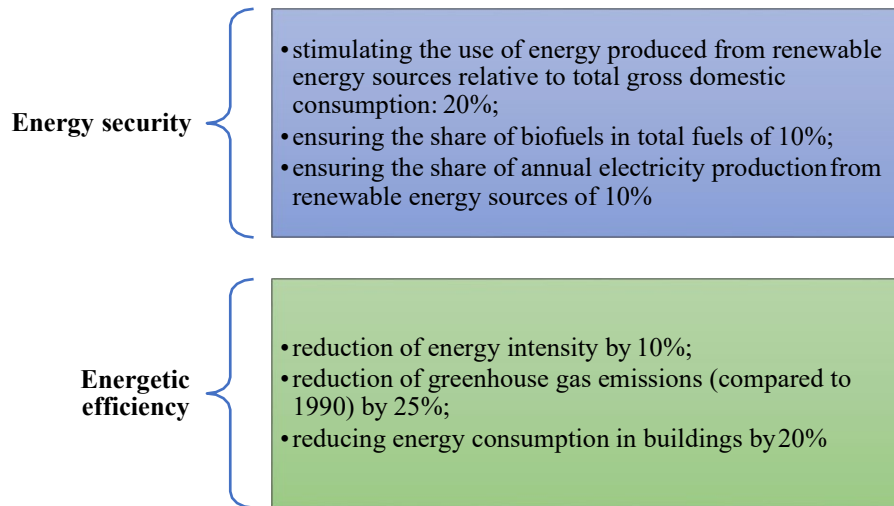 Energy security
•stimulating the use of energy produced from renewable
energy sources relative to total gross domestic
consumption: 20%;
•ensuring the share of biofuels in total fuels of 10%;
•ensuring the share of annual electricity production from
renewable energy sources of 10%
Energetic
efficiency
•reduction of energy intensity by 10%;
•reduction of greenhouse gas emissions (compared to
1990) by 25%;
•reducing energy consumption in buildings by 20%